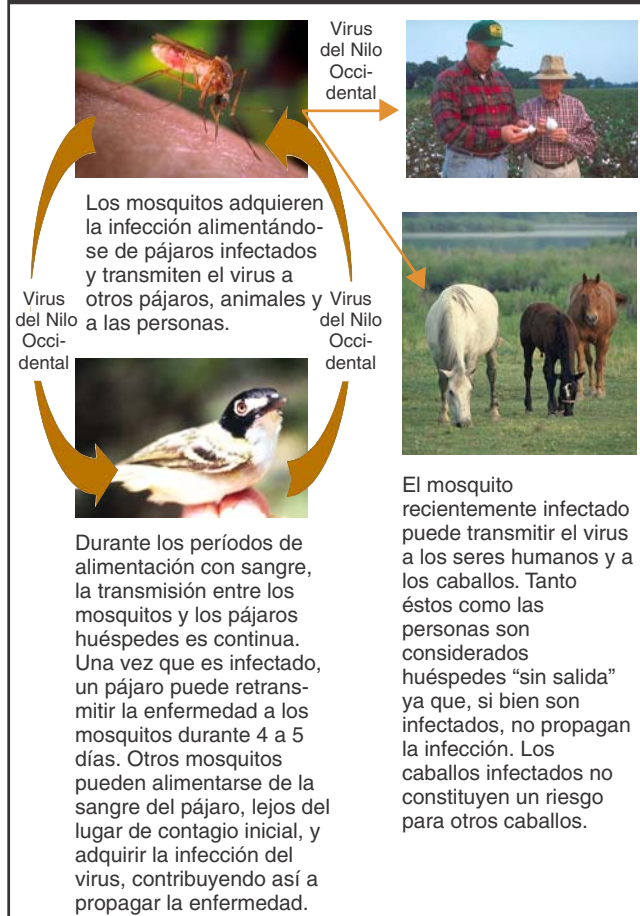 Virus
del Nilo
Occi-
dental
Los mosquitos adquieren
la infección alimentándo-
se de pájaros infectados
y transmiten el virus a
otros pájaros, animales y
a las personas.
Virus
del Nilo
Occi-
dental
Virus
del Nilo
Occi-
dental
Durante los períodos de
alimentación con sangre,
la transmisión entre los
mosquitos y los pájaros
huéspedes es continua.
Una vez que es infectado,
un pájaro puede retrans-
mitir la enfermedad a los
mosquitos durante 4 a 5
días. Otros mosquitos
pueden alimentarse de la
sangre del pájaro, lejos del
lugar de contagio inicial, y
adquirir la infección del
virus, contribuyendo así a
propagar la enfermedad.
El mosquito
recientemente infectado
puede transmitir el virus
a los seres humanos y a
los caballos. Tanto
éstos como las
personas son
considerados
huéspedes “sin salida”
ya que, si bien son
infectados, no propagan
la infección. Los
caballos infectados no
constituyen un riesgo
para otros caballos.